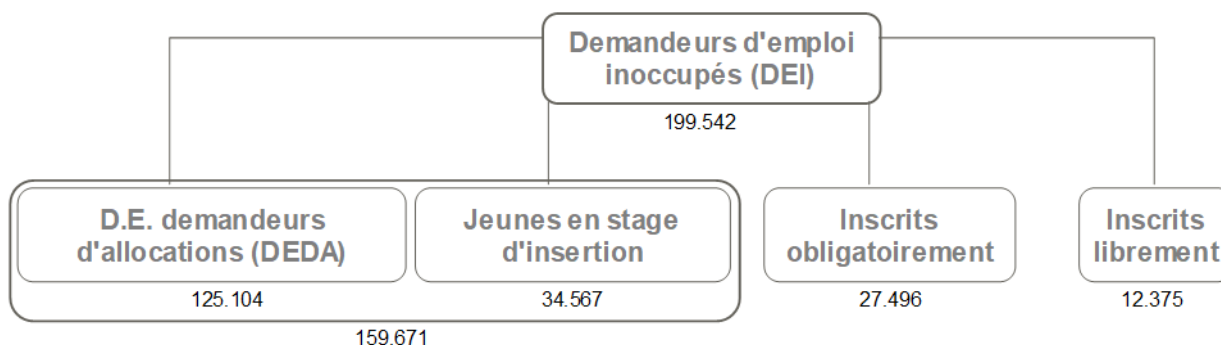 Demandeurs d'emploi
inoccupés (DEI)
199.542
D.E. demandeurs
d'allocations (DEDA)
125.104
Jeunes en stage
d'insertion
34.567
159.671
Inscrits
obligatoirement
27.496
Inscrits
librement
12.375